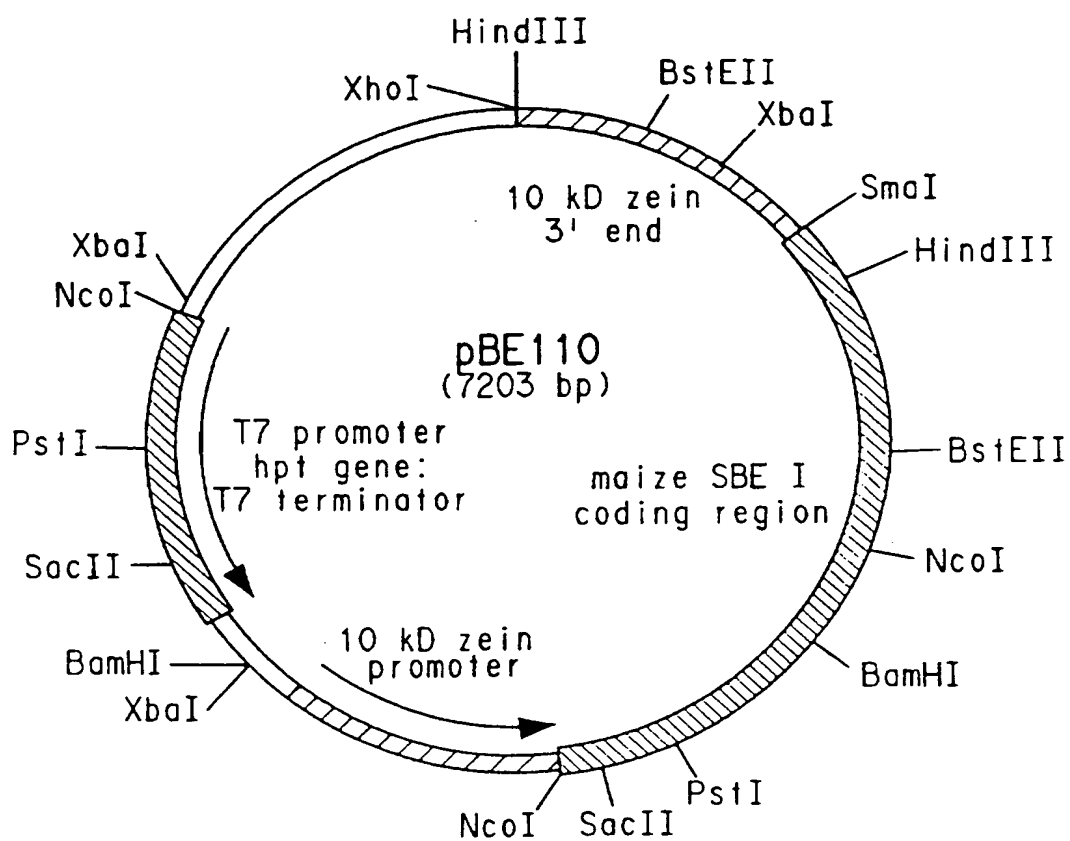 HindIII
XhoI
BstEII
XbaI
SmaI
10 kD zein
3' end
HindIII
XbaI
NcoI
pBE110
(7203 bp)
PstI
T7 promoter
hpt gene:
T7 terminator
BstEII
maize SBE I
coding region
SacII
NcoI
10 kD zein
promoter
BamHI
XbaI
BamHI
PstI
NcoI
SacII